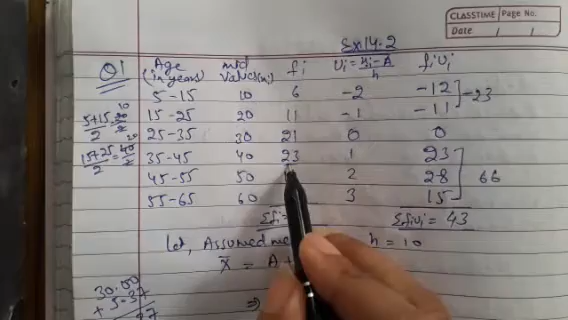 CLASSTIME Page No.
Date / /
Ex 14.2
Q1 Age (in years) mid values(xi) fi ui = xi-A/h fiui
5-15 10 6 -2 -12
15-25 20 11 -1 -11 -23
25-35 30 21 0 0
35-45 40 23 1 23
45-55 50 2 28 66
55-65 60 3 15
Σfi = Σfiui = 43
5+15/2 = 20/2 10
15+25/2 = 40/2 20
Let, Assumed me h = 10
x̄ = A +
30.00
+ 5.37
⇒